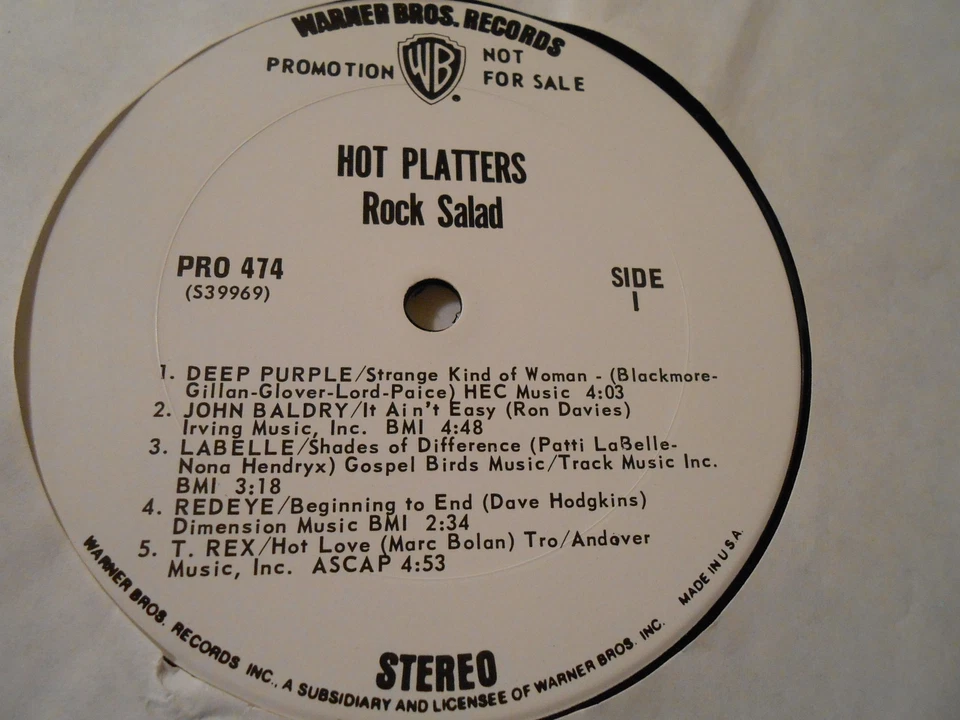 WARNER BROS. RECORDS
PROMOTION WB NOT
FOR SALE
HOT PLATTERS
Rock Salad
PRO 474
(S39969)
SIDE
1
1. DEEP PURPLE/Strange Kind of Woman - (Blackmore-
Gillan-Glover-Lord-Paice) HEC Music 4:03
2. JOHN BALDRY/It Ain't Easy (Ron Davies)
Irving Music, Inc. BMI 4:48
3. LABELLE/Shades of Difference (Patti LaBelle-
Nona Hendryx) Gospel Birds Music/Track Music Inc.
BMI 3:18
4. REDEYE/Beginning to End (Dave Hodgkins)
Dimension Music BMI 2:34
5. T. REX/Hot Love (Marc Bolan) Tro/Andover
Music, Inc. ASCAP 4:53
STEREO
WARNER BROS. RECORDS INC., A SUBSIDIARY AND LICENSEE OF WARNER BROS. INC. MADE IN U.S.A.